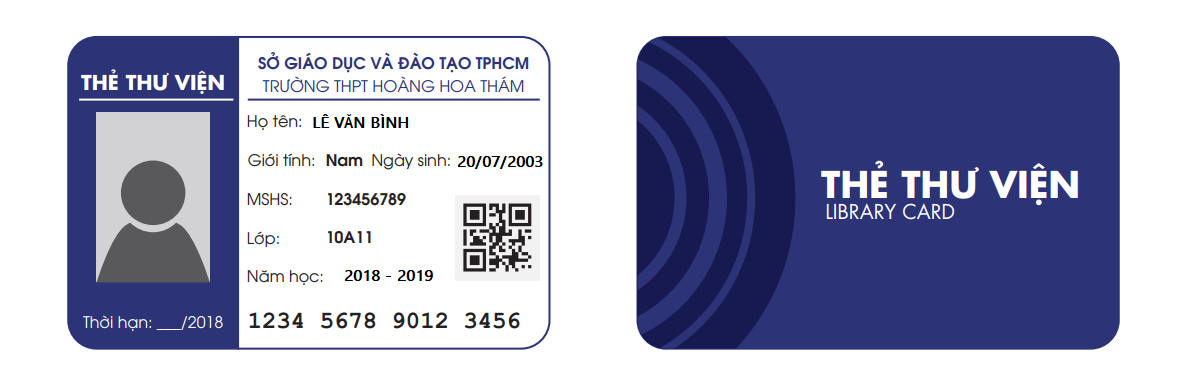 THẺ THƯ VIỆN
Thời hạn: ___/2018
SỞ GIÁO DỤC VÀ ĐÀO TẠO TPHCM
TRƯỜNG THPT HOÀNG HOA THÁM
Họ tên: LÊ VĂN BÌNH
Giới tính: Nam Ngày sinh: 20/07/2003
MSHS: 123456789
Lớp: 10A11
Năm học: 2018 - 2019
1234 5678 9012 3456
THẺ THƯ VIỆN
LIBRARY CARD